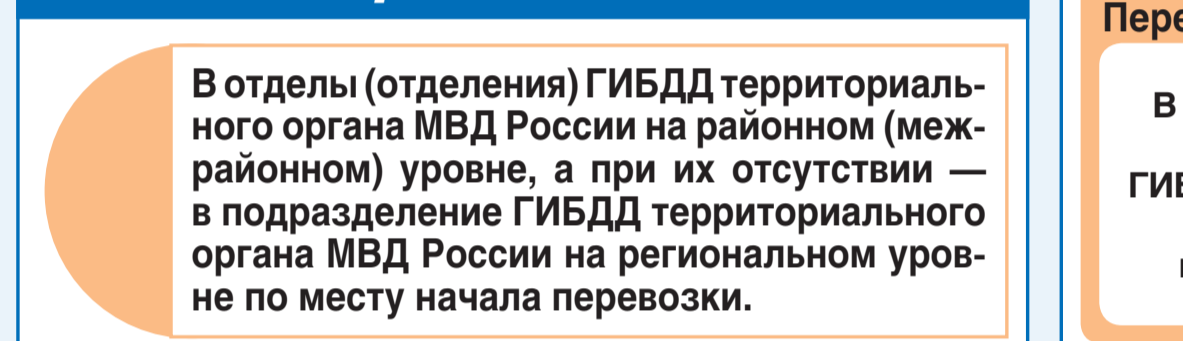 В отделы (отделения) ГИБДД территориаль-
ного органа МВД России на районном (меж-
районном) уровне, а при их отсутствии —
в подразделение ГИБДД территориального
органа МВД России на региональном уров-
не по месту начала перевозки.
В